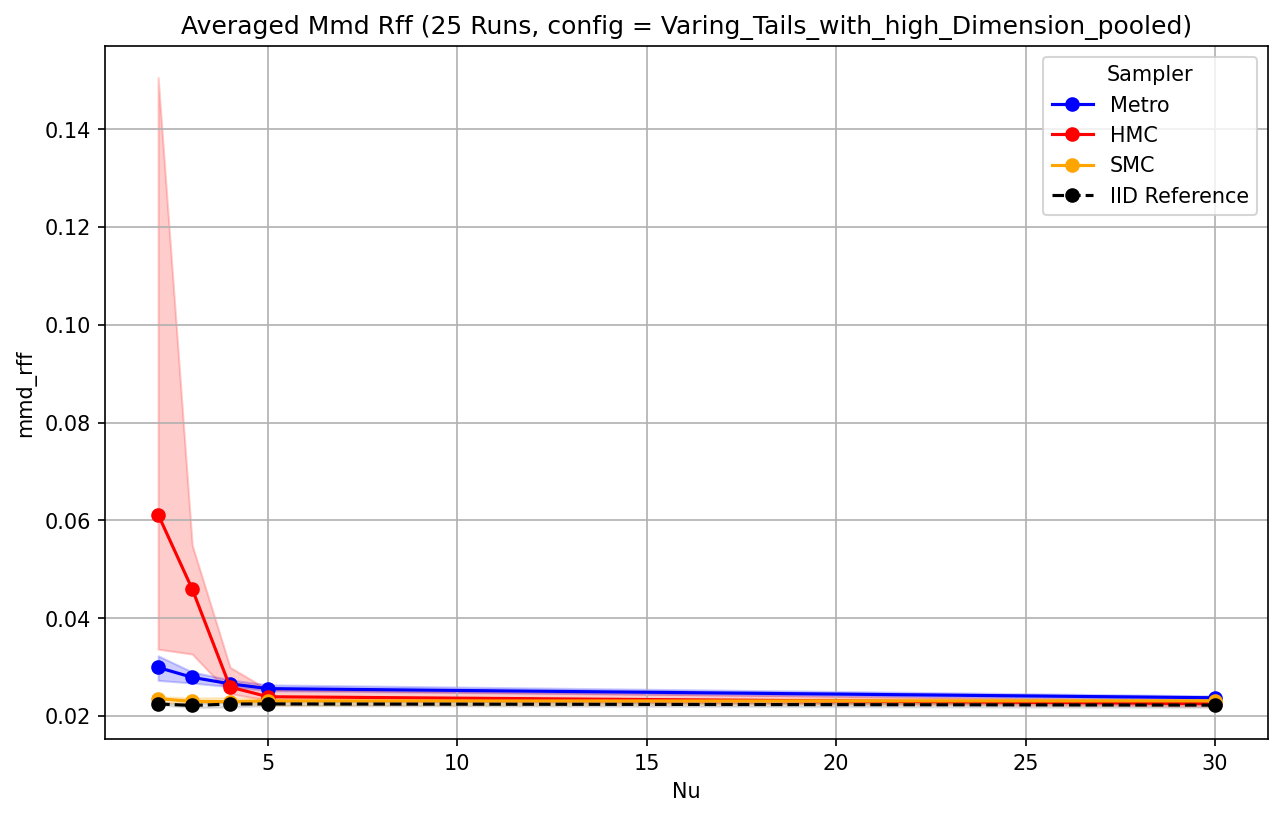 Averaged Mmd Rff (25 Runs, config = Varing_Tails_with_high_Dimension_pooled)
Sampler
Metro
HMC
SMC
IID Reference
mmd_rff
0.14
0.12
0.10
0.08
0.06
0.04
0.02
5 10 15 20 25 30
Nu